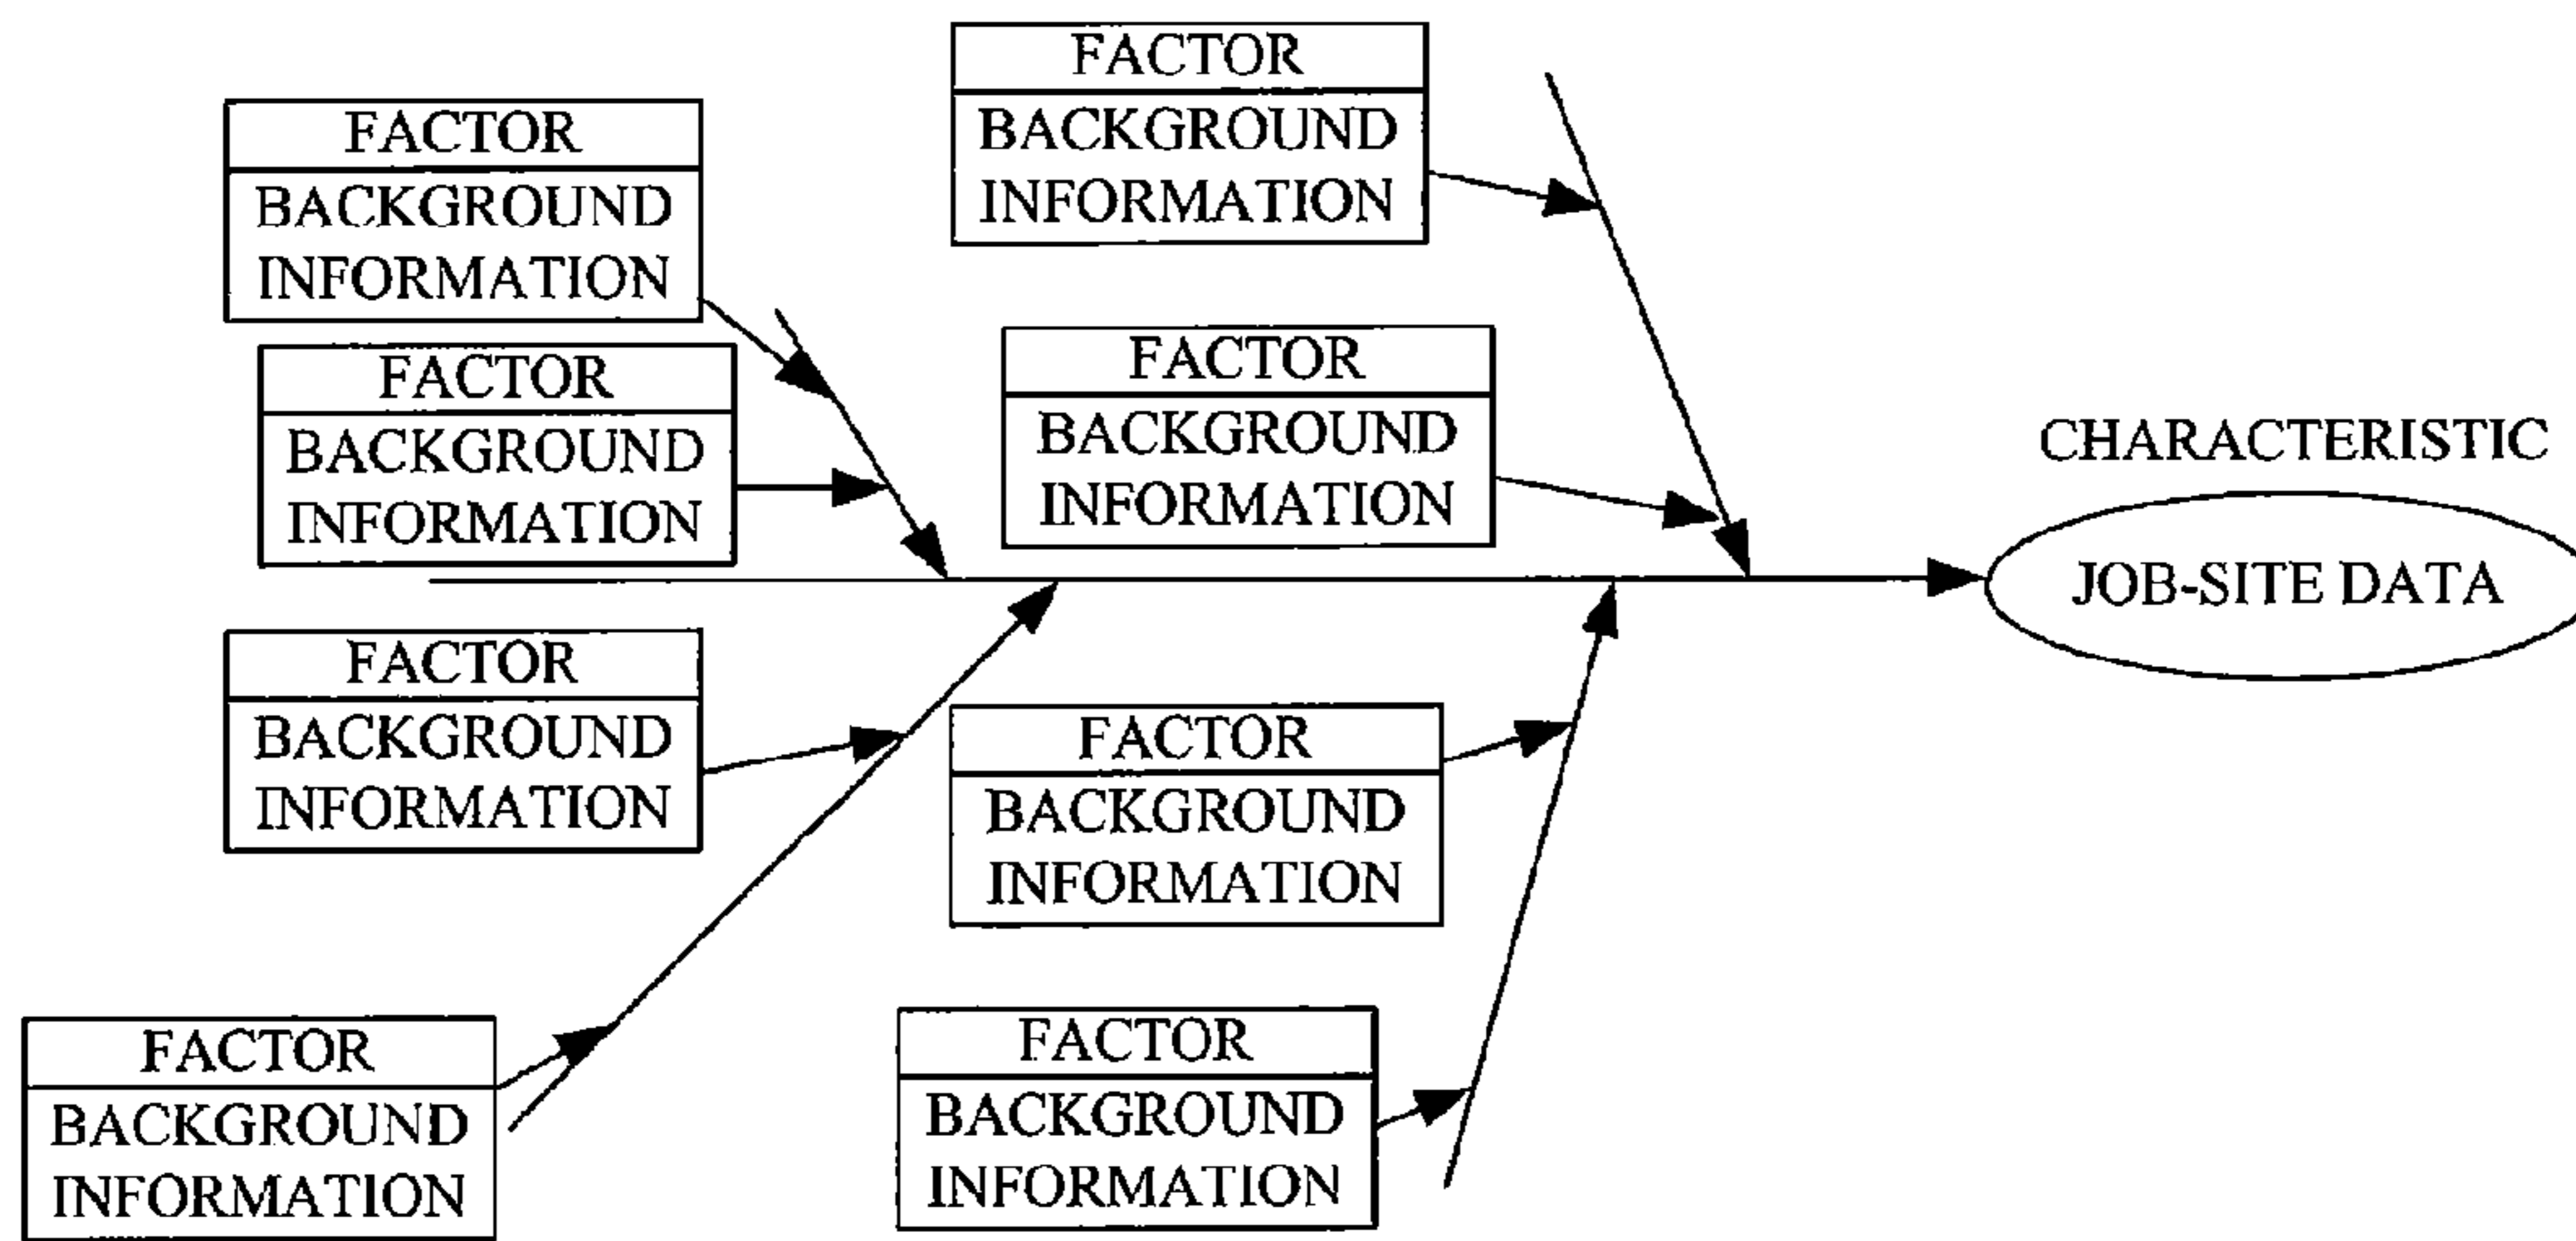 FACTOR
BACKGROUND
INFORMATION
FACTOR
BACKGROUND
INFORMATION
FACTOR
BACKGROUND
INFORMATION
FACTOR
BACKGROUND
INFORMATION
CHARACTERISTIC
JOB-SITE DATA
FACTOR
BACKGROUND
INFORMATION
FACTOR
BACKGROUND
INFORMATION
FACTOR
BACKGROUND
INFORMATION
FACTOR
BACKGROUND
INFORMATION